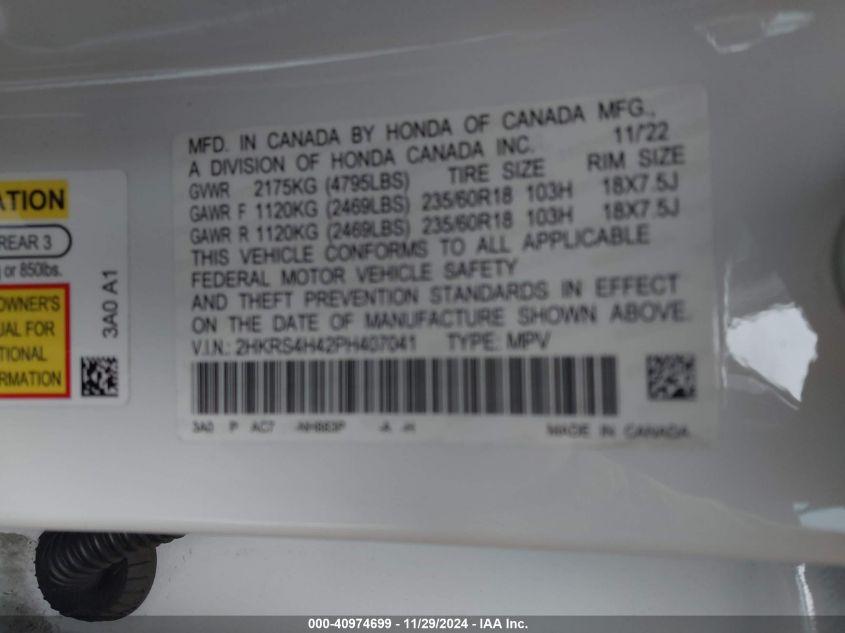 ATION
REAR 3
or 850lbs.
OWNER'S
UAL FOR
TIONAL
ORMATION
3A0 A1
MFD. IN CANADA BY HONDA OF CANADA MFG.,
A DIVISION OF HONDA CANADA INC. 11/22
GVWR 2175KG (4795LBS) TIRE SIZE RIM SIZE
GAWR F 1120KG (2469LBS) 235/60R18 103H 18X7.5J
GAWR R 1120KG (2469LBS) 235/60R18 103H 18X7.5J
THIS VEHICLE CONFORMS TO ALL APPLICABLE
FEDERAL MOTOR VEHICLE SAFETY
AND THEFT PREVENTION STANDARDS IN EFFECT
ON THE DATE OF MANUFACTURE SHOWN ABOVE.
V.I.N.: 2HKRS4H42PH407041 TYPE: MPV
3A0 P AC7 -NH883P -A -H
MADE IN CANADA
000-40974699 - 11/29/2024 - IAA Inc.